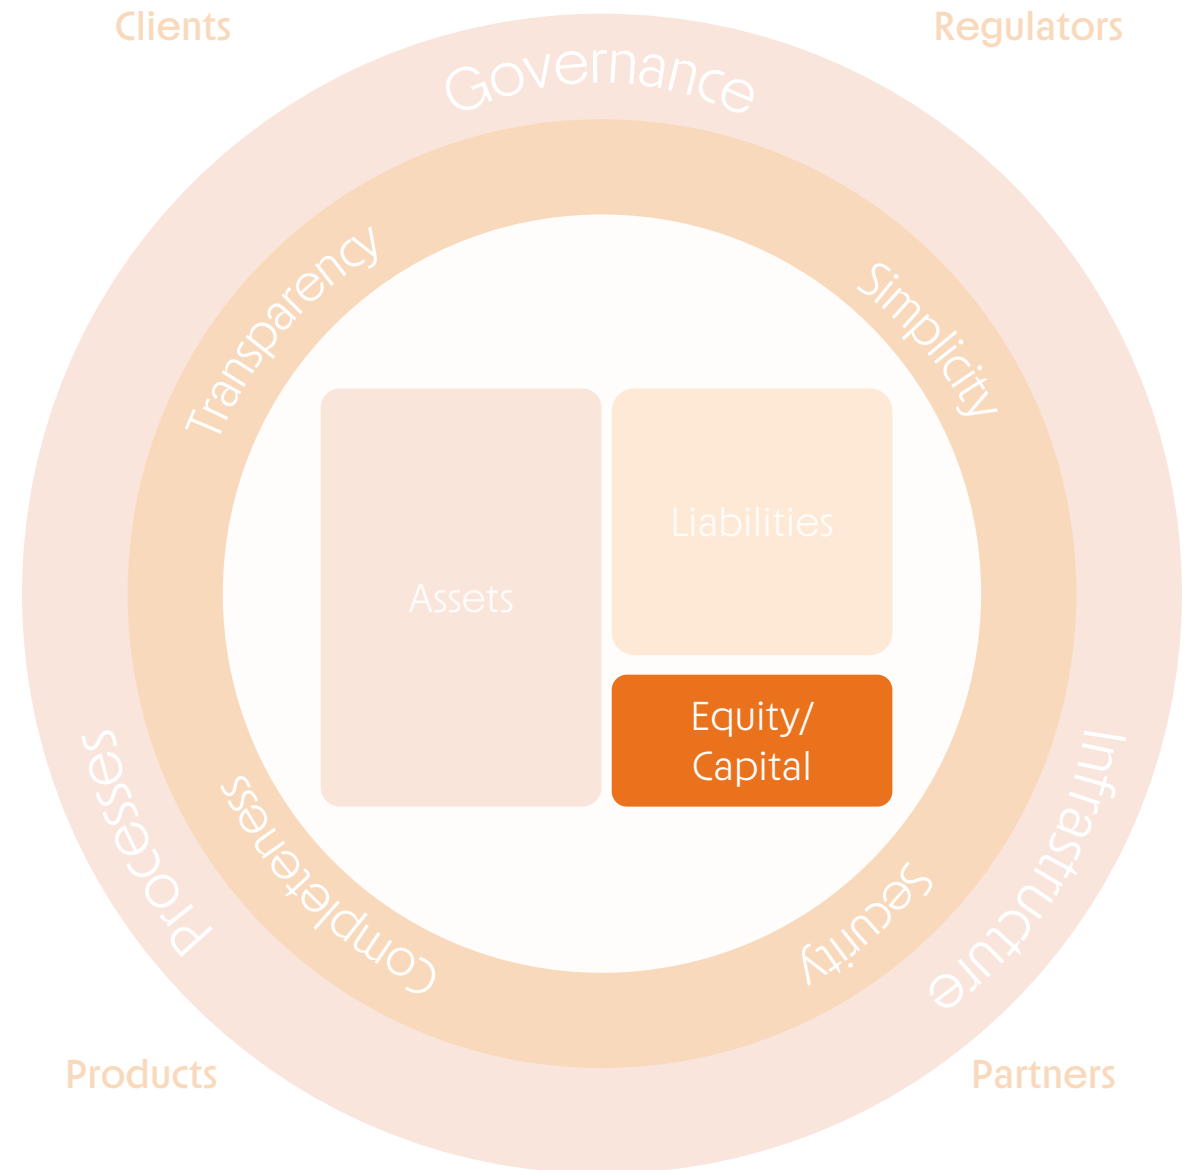 Clients
Regulators
Governance
Transparency
Simplicity
Liabilities
Assets
Equity/
Capital
Processes
Completeness
Security
Infrastructure
Products
Partners